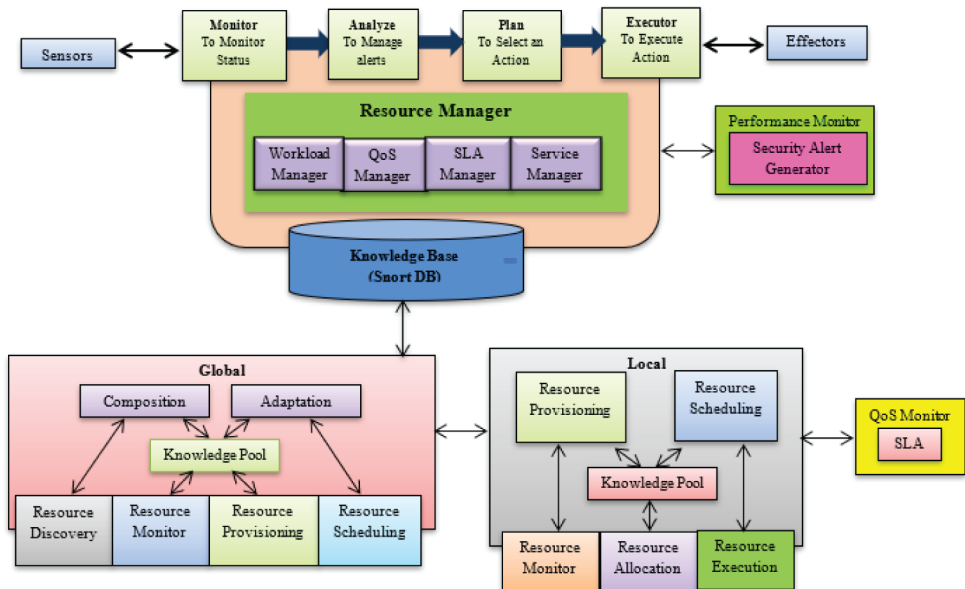 Sensors
Monitor
To Monitor
Status
Analyze
To Manage
alerts
Plan
To Select an
Action
Executor
To Execute
Action
Effectors
Resource Manager
Workload
Manager
QoS
Manager
SLA
Manager
Service
Manager
Performance Monitor
Security Alert
Generator
Knowledge Base
(Snort DB)
Global
Composition
Adaptation
Knowledge Pool
Resource
Discovery
Resource
Monitor
Resource
Provisioning
Resource
Scheduling
Local
Resource
Provisioning
Resource
Scheduling
Knowledge Pool
Resource
Monitor
Resource
Allocation
Resource
Execution
QoS Monitor
SLA